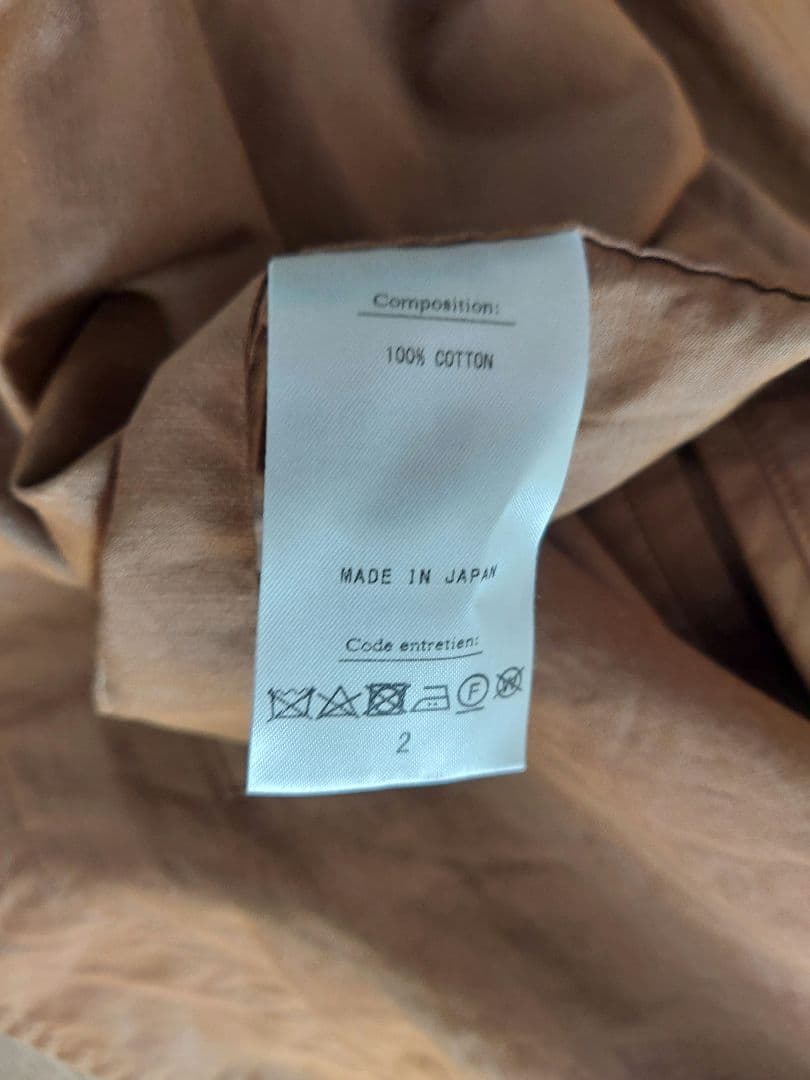 Composition:
100% COTTON
MADE IN JAPAN
Code entretien:
F W
2